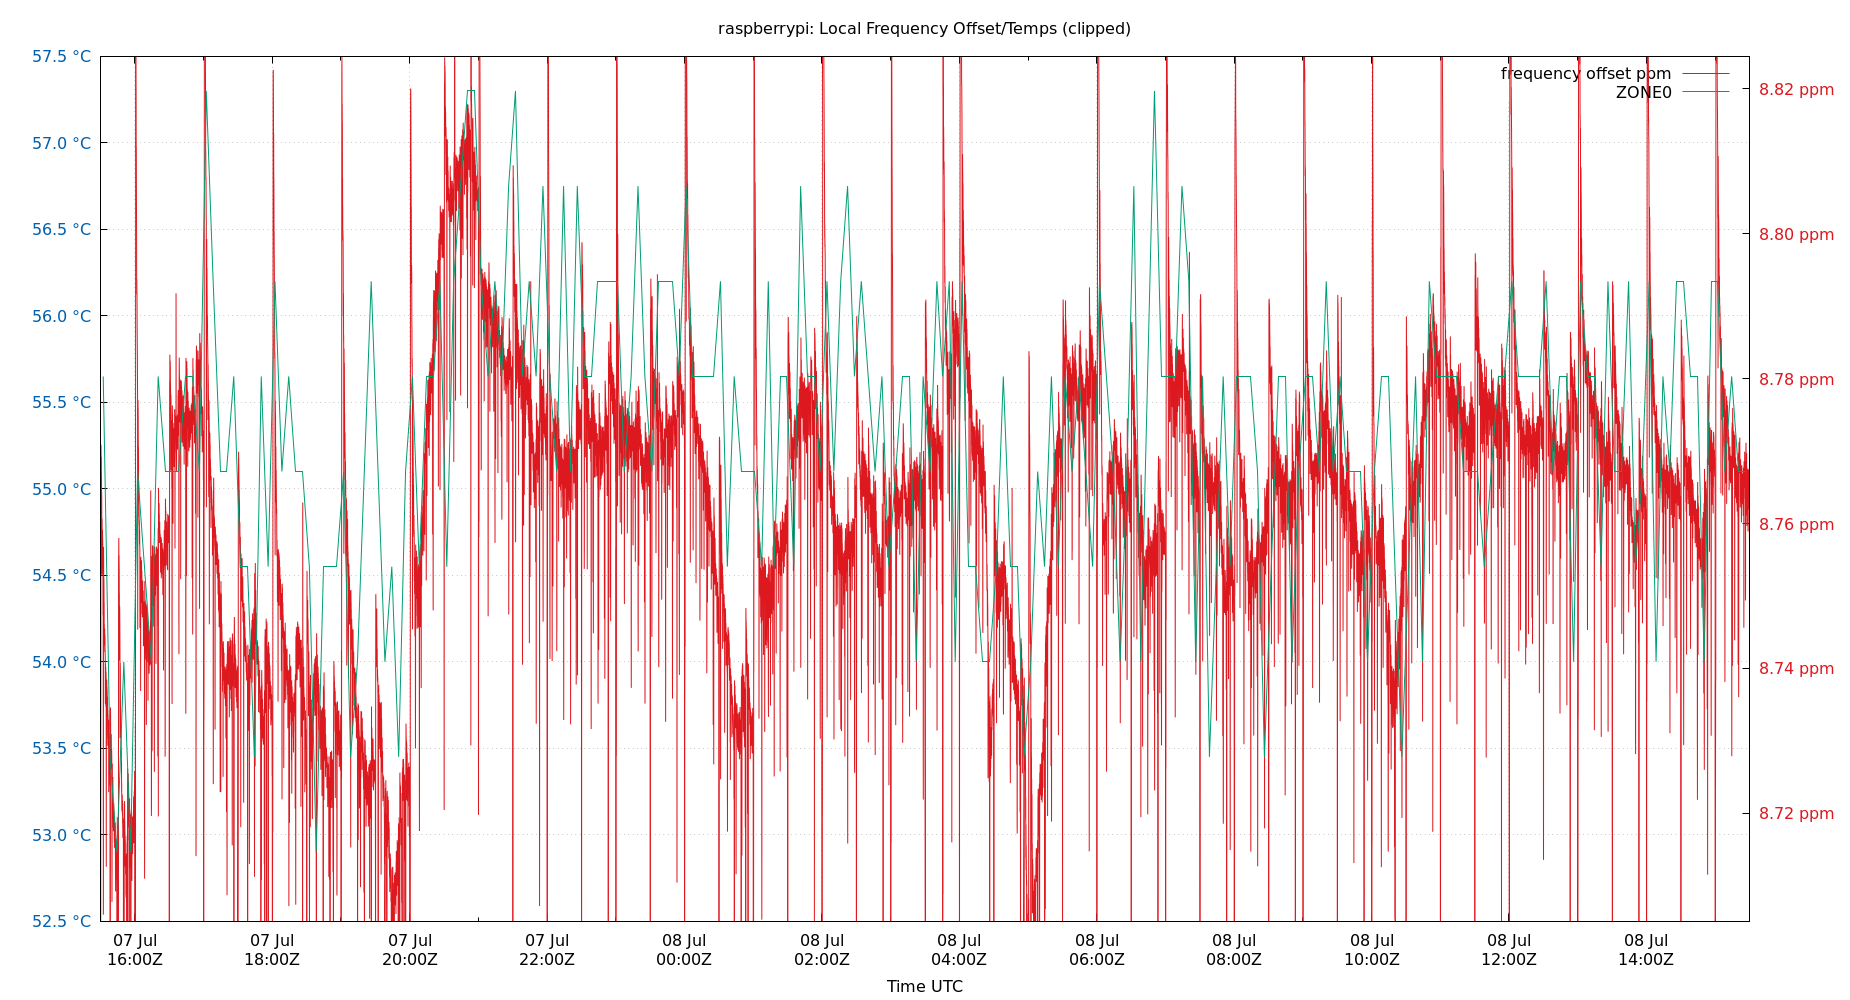 raspberrypi: Local Frequency Offset/Temps (clipped)
frequency offset ppm
ZONE0
57.5 °C
57.0 °C
56.5 °C
56.0 °C
55.5 °C
55.0 °C
54.5 °C
54.0 °C
53.5 °C
53.0 °C
52.5 °C
8.82 ppm
8.80 ppm
8.78 ppm
8.76 ppm
8.74 ppm
8.72 ppm
07 Jul 07 Jul 07 Jul 07 Jul 08 Jul 08 Jul 08 Jul 08 Jul 08 Jul 08 Jul 08 Jul 08 Jul
16:00Z 18:00Z 20:00Z 22:00Z 00:00Z 02:00Z 04:00Z 06:00Z 08:00Z 10:00Z 12:00Z 14:00Z
Time UTC